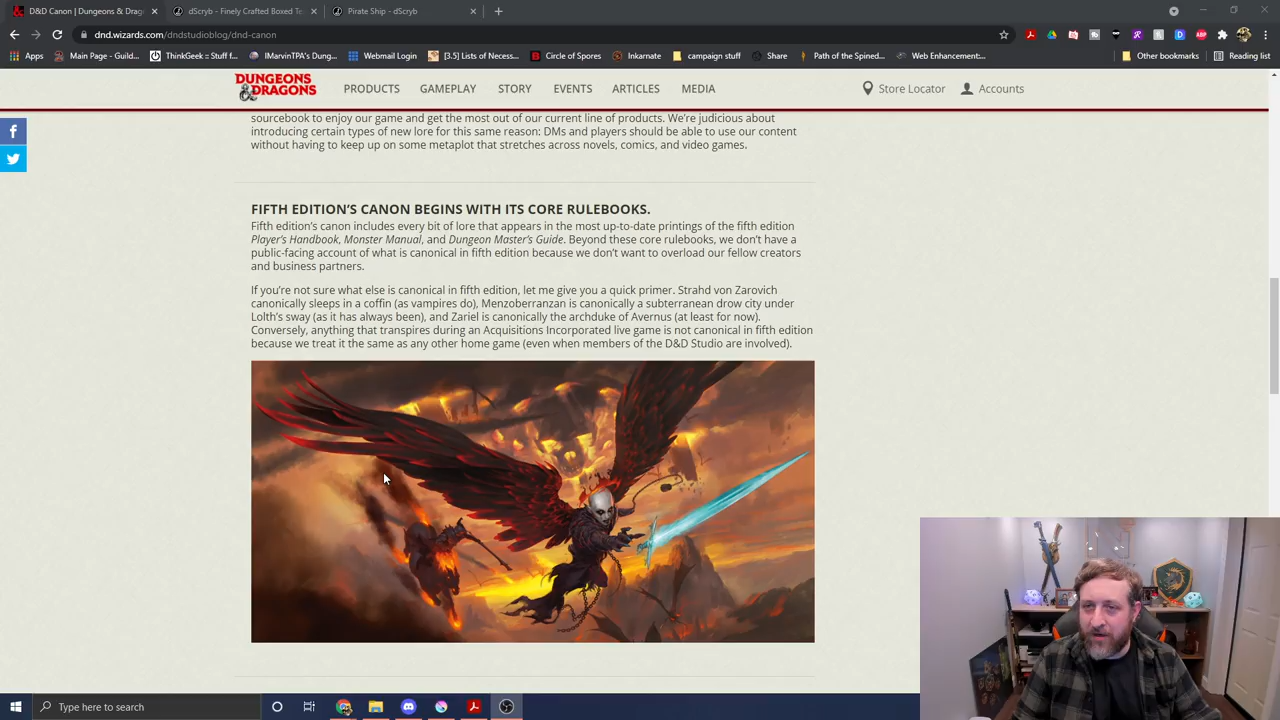 D&D Canon | Dungeons & Drag
dScryb - Finely Crafted Boxed Te
Pirate Ship - dScryb
dnd.wizards.com/dndstudioblog/dnd-canon
Apps
Main Page - Guild...
ThinkGeek :: Stuff f...
IMarvinTPA's Dung...
Webmail Login
[3.5] Lists of Necess...
Circle of Spores
Inkarnate
campaign stuff
Share
Path of the Spined...
Web Enhancement:...
Other bookmarks
Reading list
DUNGEONS & DRAGONS
PRODUCTS GAMEPLAY STORY EVENTS ARTICLES MEDIA
Store Locator
Accounts
sourcebook to enjoy our game and get the most out of our current line of products. We're judicious about
introducing certain types of new lore for this same reason: DMs and players should be able to use our content
without having to keep up on some metaplot that stretches across novels, comics, and video games.
FIFTH EDITION'S CANON BEGINS WITH ITS CORE RULEBOOKS.
Fifth edition's canon includes every bit of lore that appears in the most up-to-date printings of the fifth edition
Player's Handbook, Monster Manual, and Dungeon Master's Guide. Beyond these core rulebooks, we don't have a
public-facing account of what is canonical in fifth edition because we don't want to overload our fellow creators
and business partners.
If you're not sure what else is canonical in fifth edition, let me give you a quick primer. Strahd von Zarovich
canonically sleeps in a coffin (as vampires do), Menzoberranzan is canonically a subterranean drow city under
Lolth's sway (as it has always been), and Zariel is canonically the archduke of Avernus (at least for now).
Conversely, anything that transpires during an Acquisitions Incorporated live game is not canonical in fifth edition
because we treat it the same as any other home game (even when members of the D&D Studio are involved).
Type here to search